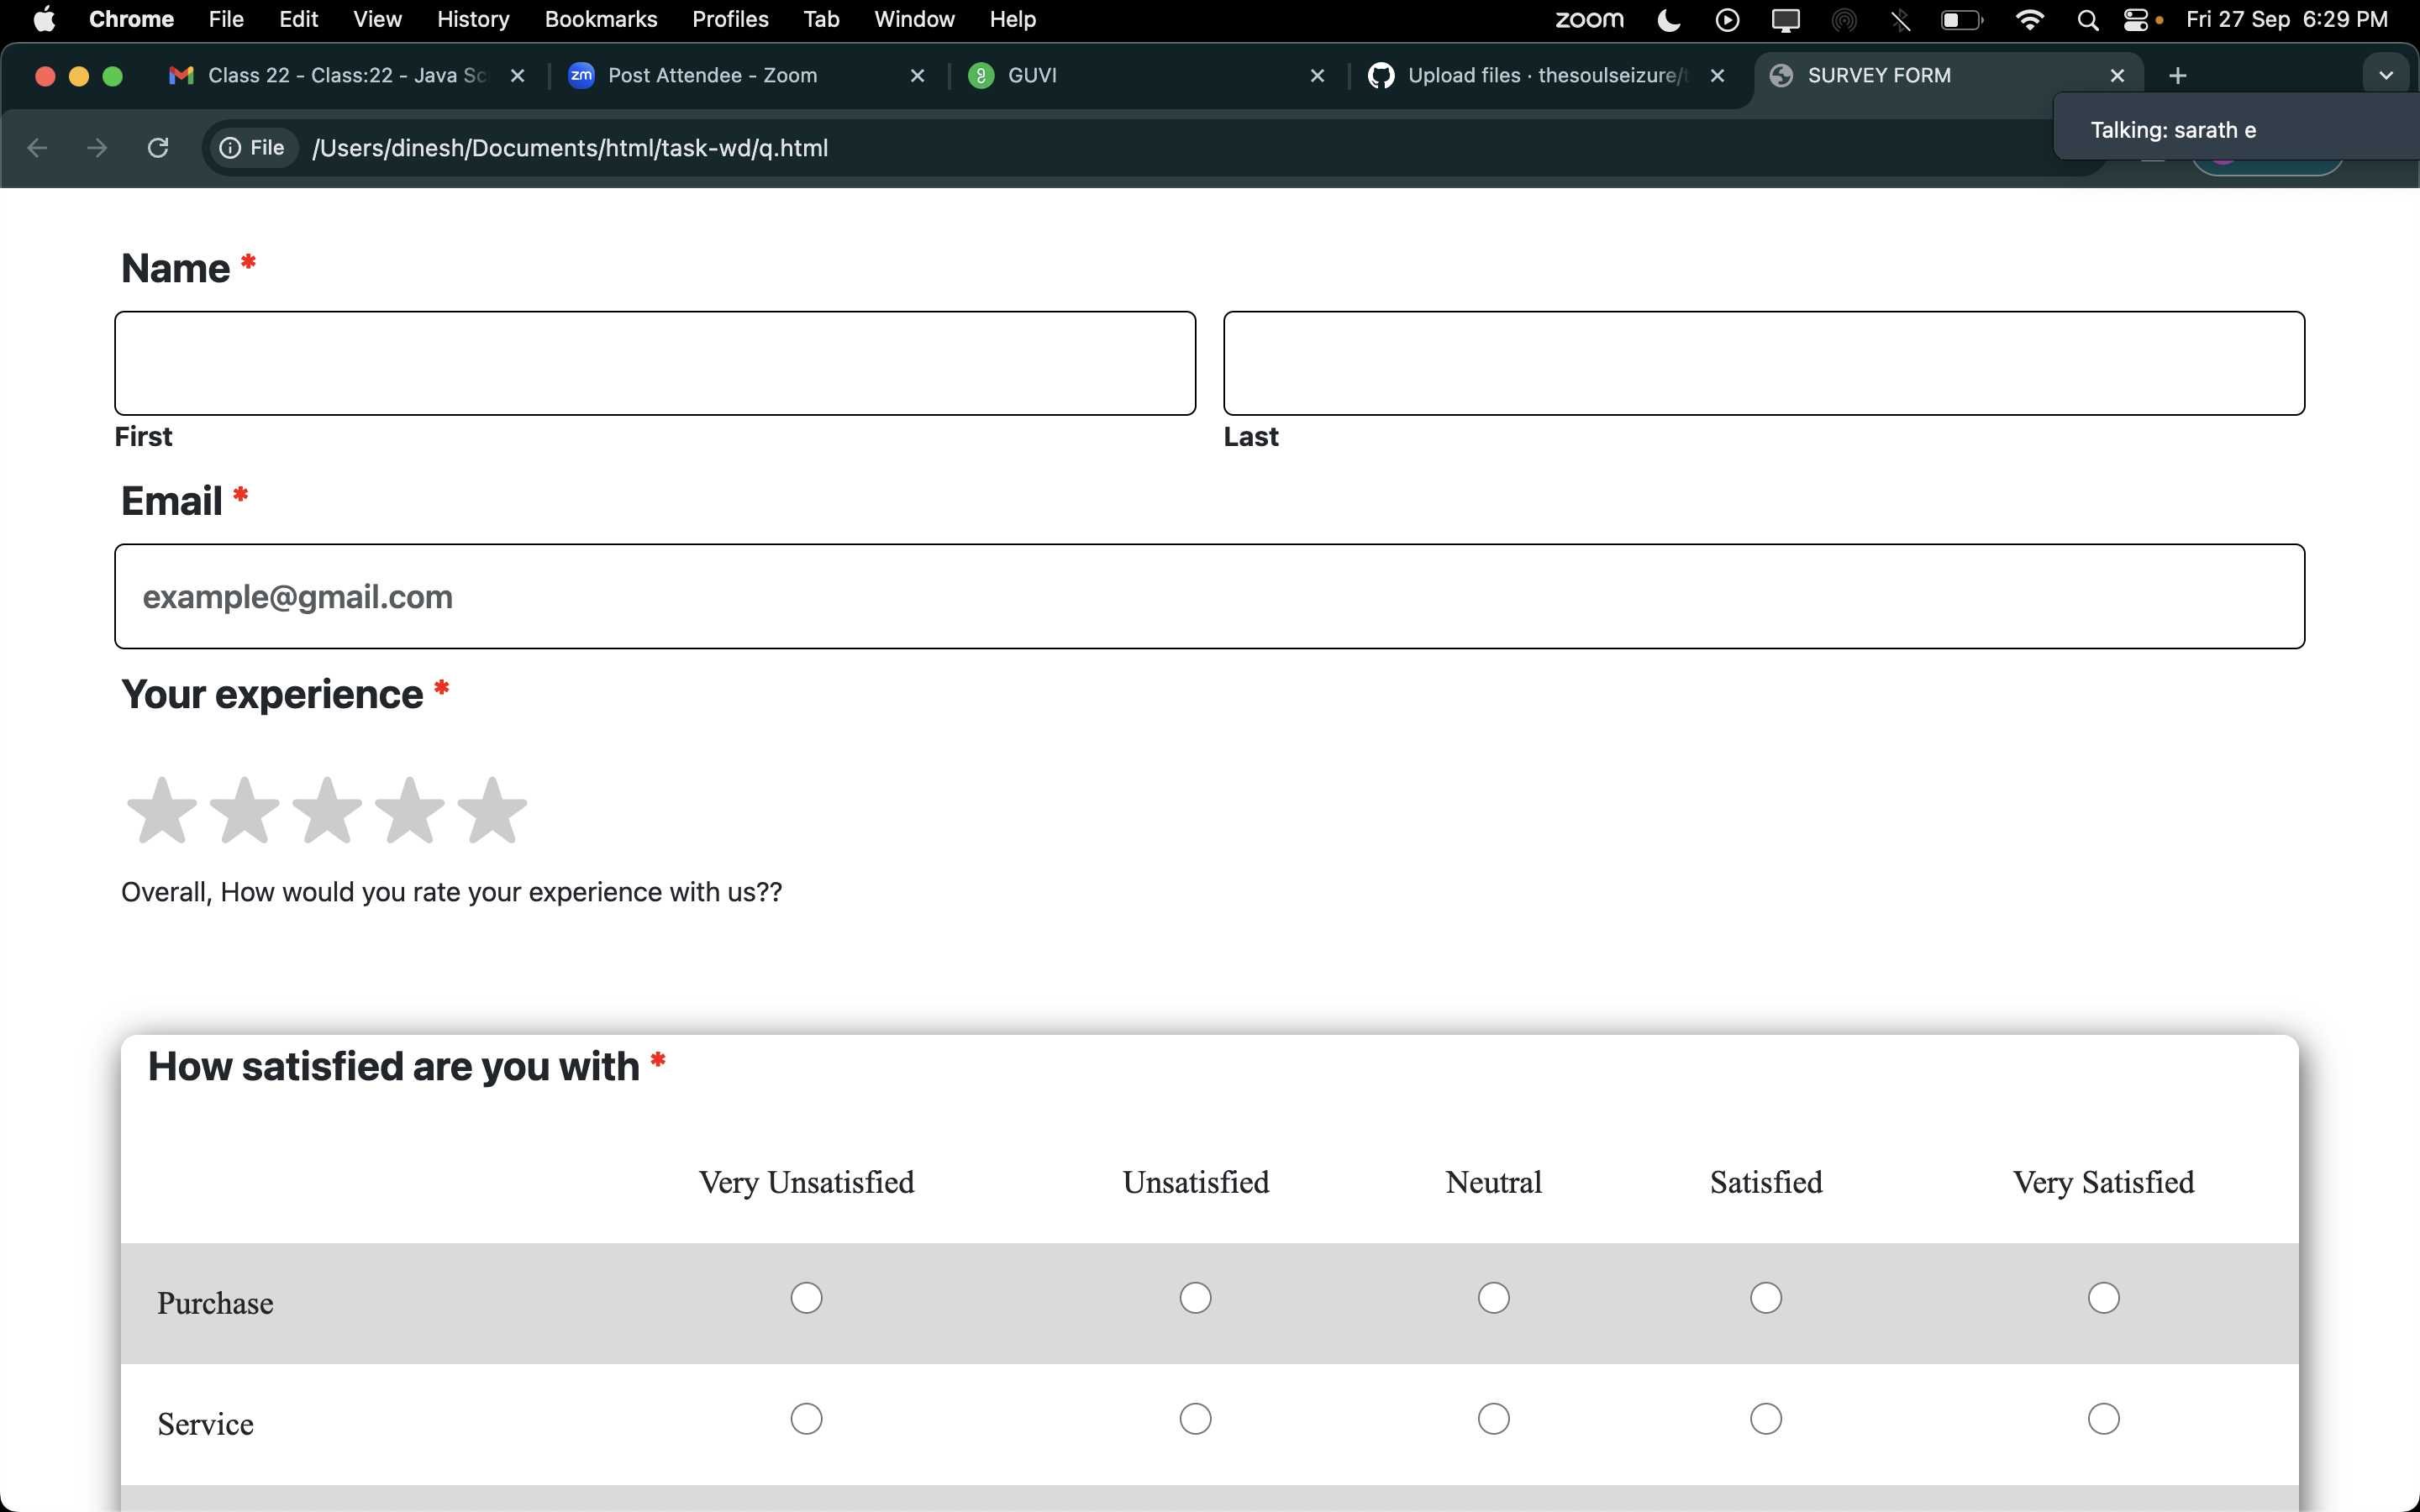 Chrome File Edit View History Bookmarks Profiles Tab Window Help zoom Fri 27 Sep 6:29 PM
Class 22 - Class:22 - Java Sc zm Post Attendee - Zoom GUVI Upload files · thesoulseizure/t SURVEY FORM
Talking: sarath e
File /Users/dinesh/Documents/html/task-wd/q.html
Name *
First Last
Email *
example@gmail.com
Your experience *
Overall, How would you rate your experience with us??
How satisfied are you with *
Very Unsatisfied Unsatisfied Neutral Satisfied Very Satisfied
Purchase
Service